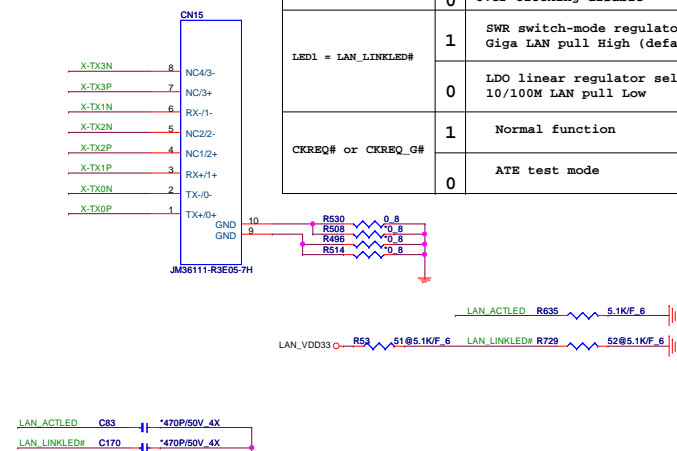 CN15
0
X-TX3N 8 NC4/3-
X-TX3P 7 NC/3+
X-TX1N 6 RX-/1-
X-TX2N 5 NC2/2-
X-TX2P 4 NC1/2+
X-TX1P 3 RX+/1+
X-TX0N 2 TX-/0-
X-TX0P 1 TX+/0+
GND 10
GND 9
JM36111-R3E05-7H
LED1 = LAN_LINKLED#
1 SWR switch-mode regulato
Giga LAN pull High (defa
0 LDO linear regulator sel
10/100M LAN pull Low
CKREQ# or CKREQ_G#
1 Normal function
0 ATE test mode
R530 0_8
R508 *0_8
R496 *0_8
R514 *0_8
LAN_ACTLED R635 5.1K/F_6
LAN_VDD33 R53 51@5.1K/F_6 LAN_LINKLED# R729 52@5.1K/F_6
LAN_ACTLED C83 *470P/50V_4X
LAN_LINKLED# C170 *470P/50V_4X